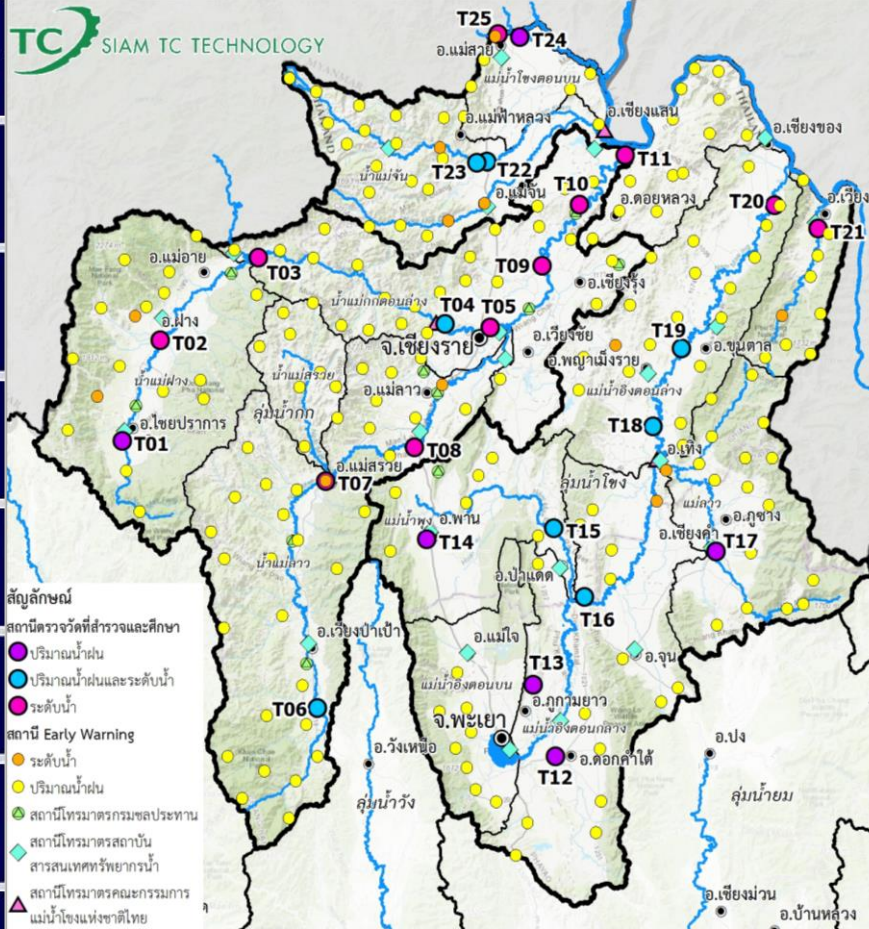 TC SIAM TC TECHNOLOGY
T25
T24
อ.แม่สาย
แม่น้ำโขงตอนบน
MYANMAR
THAILAND
อ.แม่ฟ้าหลวง
อ.เชียงแสน
THAILAND
อ.เชียงของ
T23
T22
T11
น้ำแม่จัน
อ.แม่จัน
T10
อ.ดอยหลวง
T20
อ.เวียง
T21
อ.แม่อาย
T03
T09
อ.เชียงรุ้ง
น้ำแม่กกตอนล่าง
T04
T05
อ.ฝาง
T02
จ.เชียงราย
อ.เวียงชัย
T19
อ.ขุนตาล
อ.พญาเม็งราย
น้ำแม่ฝาง
น้ำแม่สรวย
อ.แม่ลาว
แม่น้ำอิงตอนล่าง
ลุ่มน้ำกก
อ.ไชยปราการ
T01
T18
T08
อ.เทิง
อ.แม่สรวย
T07
ลุ่มน้ำโขง
แม่ลาว
อ.ภูซาง
แม่น้ำพุง
อ.พาน
T14
T15
อ.เชียงคำ
T17
น้ำแม่ลาว
อ.ป่าแดด
T16
สัญลักษณ์
สถานีตรวจวัดที่สำรวจและศึกษา
ปริมาณน้ำฝน
ปริมาณน้ำฝนและระดับน้ำ
ระดับน้ำ
สถานี Early Warning
ระดับน้ำ
ปริมาณน้ำฝน
สถานีโทรมาตรกรมชลประทาน
สถานีโทรมาตรสถาบัน
สารสนเทศทรัพยากรน้ำ
สถานีโทรมาตรคณะกรรมการ
แม่น้ำโขงแห่งชาติไทย
อ.เวียงป่าเป้า
อ.แม่ใจ
อ.จุน
T13
แม่น้ำอิงตอนบน
อ.ภูกามยาว
T06
จ.พะเยา
แม่น้ำอิงตอนกลาง
อ.วังเหนือ
T12
อ.ดอกคำใต้
อ.ปง
ลุ่มน้ำวัง
ลุ่มน้ำยม
อ.เชียงม่วน
อ.บ้านหลวง